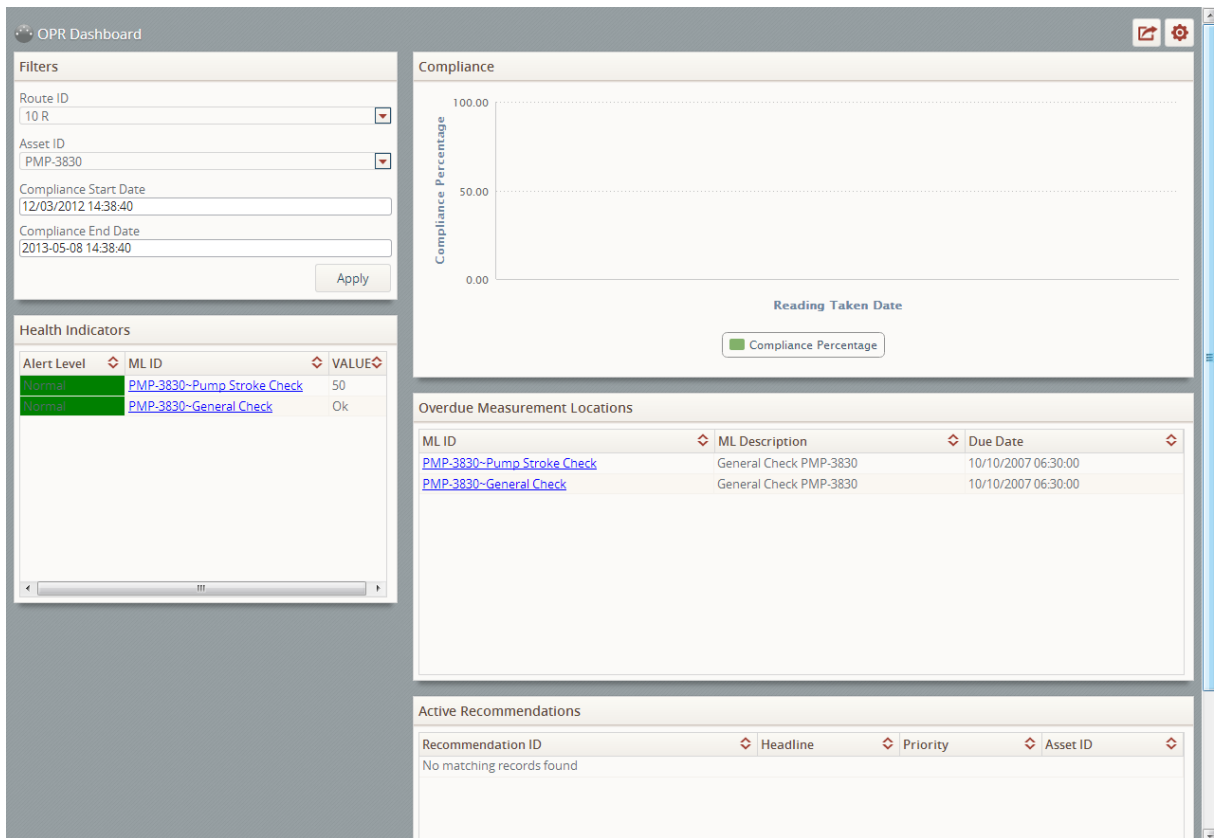 OPR Dashboard
Filters
Route ID
10 R
Asset ID
PMP-3830
Compliance Start Date
12/03/2012 14:38:40
Compliance End Date
2013-05-08 14:38:40
Apply
Health Indicators
Alert Level ML ID VALUE
Normal PMP-3830~Pump Stroke Check 50
Normal PMP-3830~General Check Ok
Compliance
100.00
50.00
0.00
Compliance Percentage
Reading Taken Date
Compliance Percentage
Overdue Measurement Locations
ML ID ML Description Due Date
PMP-3830~Pump Stroke Check General Check PMP-3830 10/10/2007 06:30:00
PMP-3830~General Check General Check PMP-3830 10/10/2007 06:30:00
Active Recommendations
Recommendation ID Headline Priority Asset ID
No matching records found